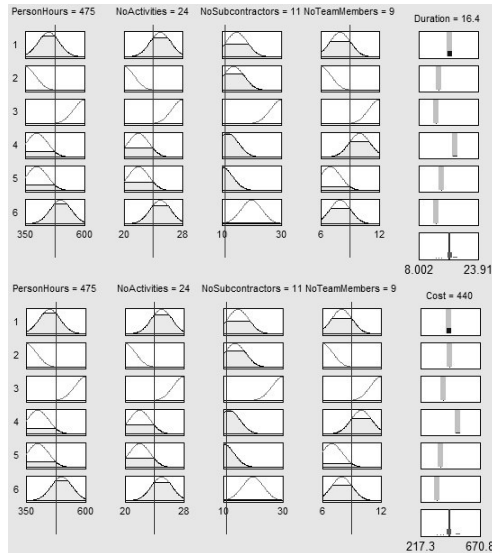 PersonHours = 475 NoActivities = 24 NoSubcontractors = 11 NoTeamMembers = 9
Duration = 16.4
1
2
3
4
5
6
350 600 20 28 10 30 6 12
8.002 23.91
PersonHours = 475 NoActivities = 24 NoSubcontractors = 11 NoTeamMembers = 9
Cost = 440
1
2
3
4
5
6
350 600 20 28 10 30 6 12
217.3 670.8